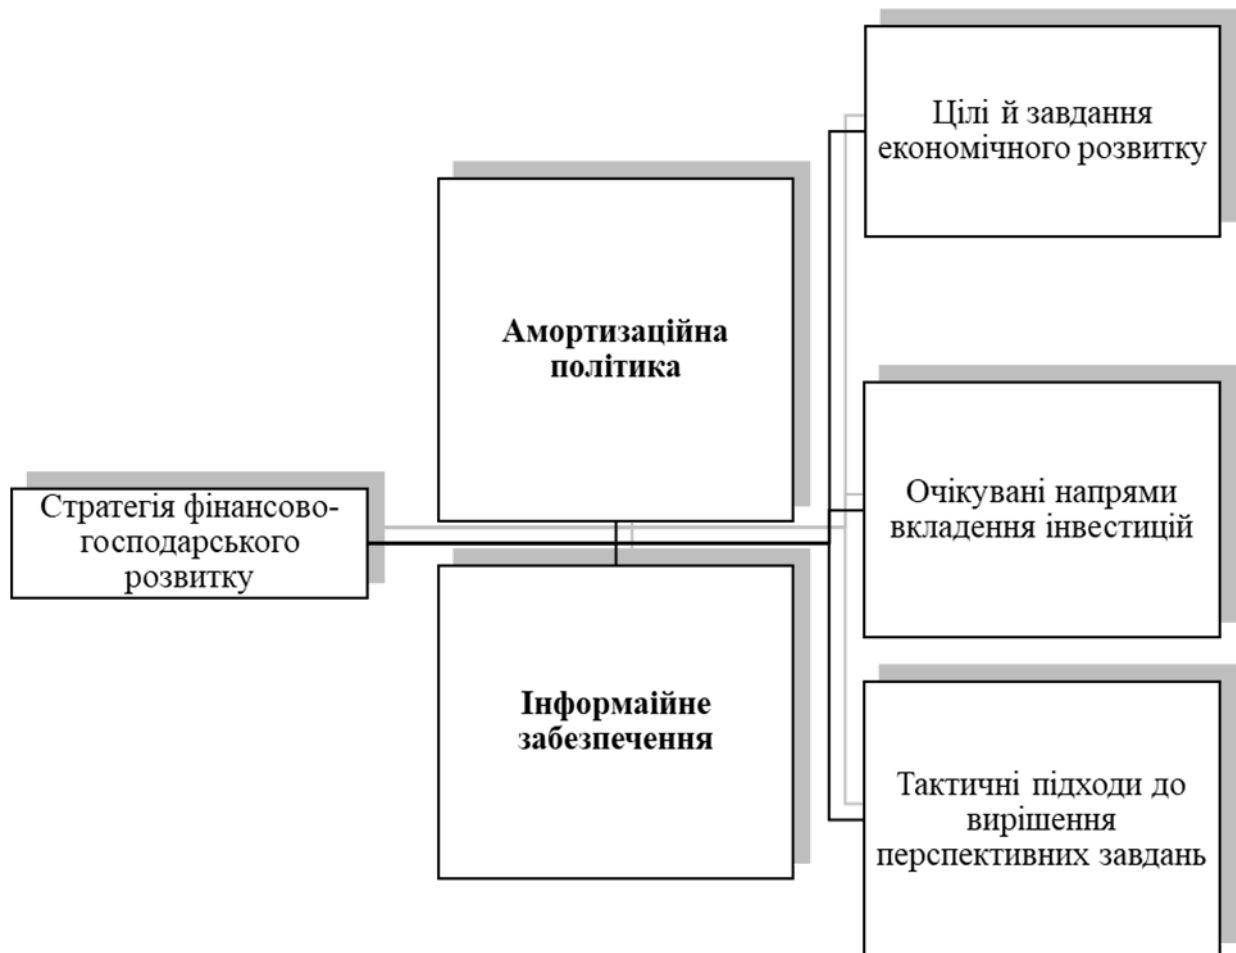 Стратегія фінансово-
господарського
розвитку
Амортизаційна
політика
Інформаійне
забезпечення
Цілі й завдання
економічного розвитку
Очікувані напрями
вкладення інвестицій
Тактичні підходи до
вирішення
перспективних завдань